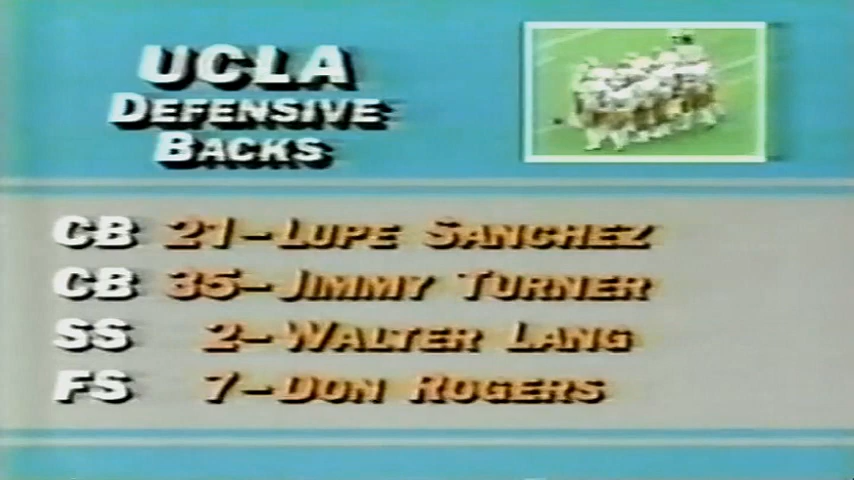 UCLA
DEFENSIVE
BACKS
CB 21-LUPE SANCHEZ
CB 35-JIMMY TURNER
SS 2-WALTER LANG
FS 7-DON ROGERS